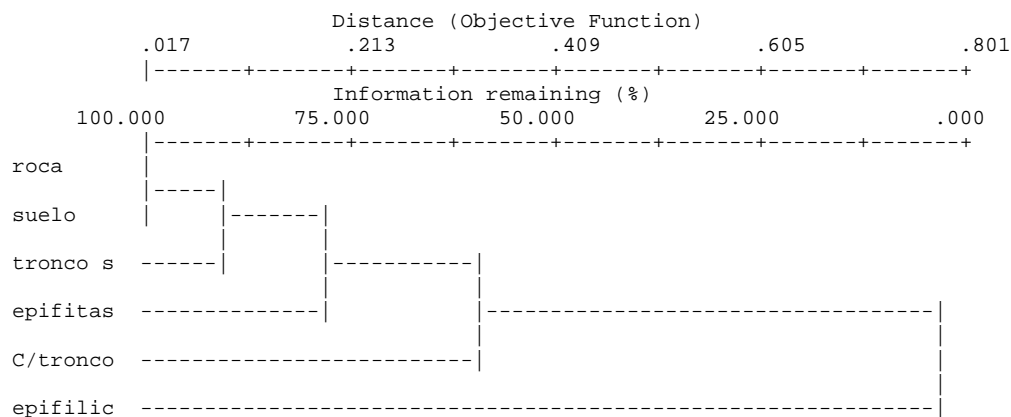 Distance (Objective Function)
.017 .213 .409 .605 .801
|-------+-------+-------+-------+-------+-------+-------+-------+
Information remaining (%)
100.000 75.000 50.000 25.000 .000
|-------+-------+-------+-------+-------+-------+-------+-------+
roca
suelo
tronco s
epifitas
C/tronco
epifilic